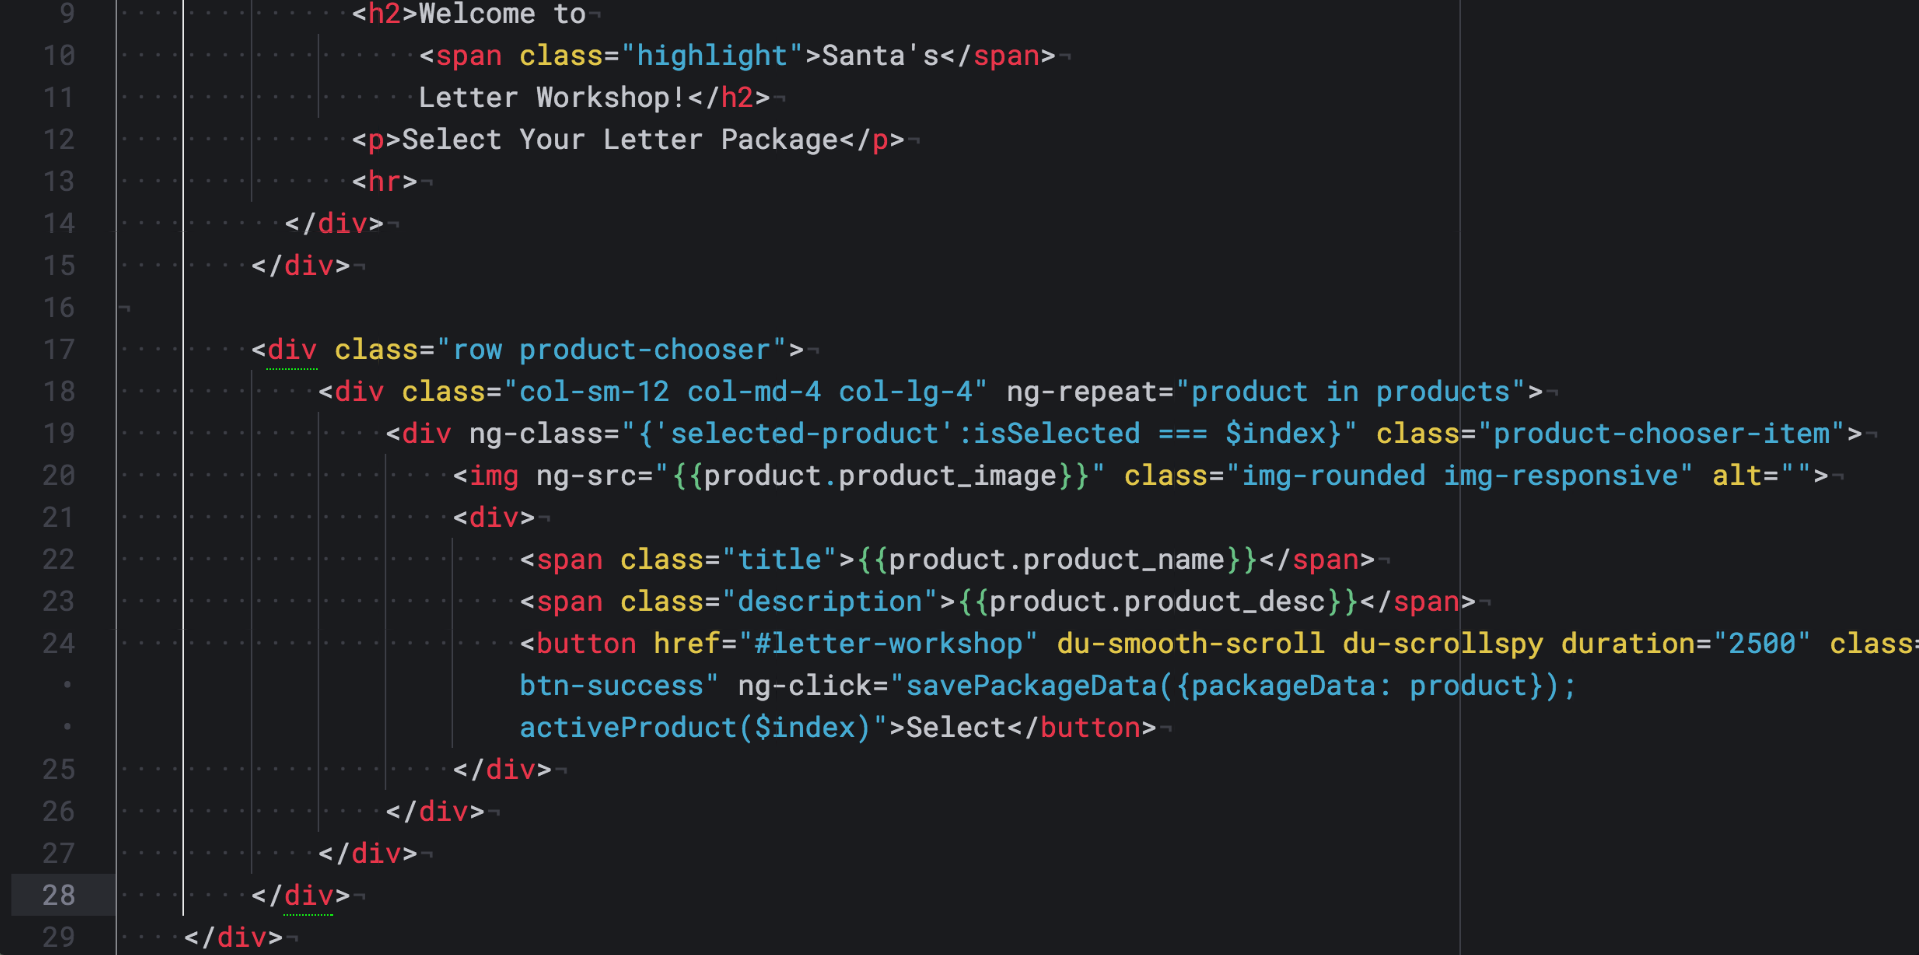 9 <h2>Welcome to¬
10 <span class="highlight">Santa's</span>¬
11 Letter Workshop!</h2>¬
12 <p>Select Your Letter Package</p>¬
13 <hr>¬
14 </div>¬
15 </div>¬
16 ¬
17 <div class="row product-chooser">¬
18 <div class="col-sm-12 col-md-4 col-lg-4" ng-repeat="product in products">¬
19 <div ng-class="{'selected-product':isSelected === $index}" class="product-chooser-item">¬
20 <img ng-src="{{product.product_image}}" class="img-rounded img-responsive" alt="">¬
21 <div>¬
22 <span class="title">{{product.product_name}}</span>¬
23 <span class="description">{{product.product_desc}}</span>¬
24 <button href="#letter-workshop" du-smooth-scroll du-scrollspy duration="2500" class=
• btn-success" ng-click="savePackageData({packageData: product});
• activeProduct($index)">Select</button>¬
25 </div>¬
26 </div>¬
27 </div>¬
28 </div>¬
29 </div>¬